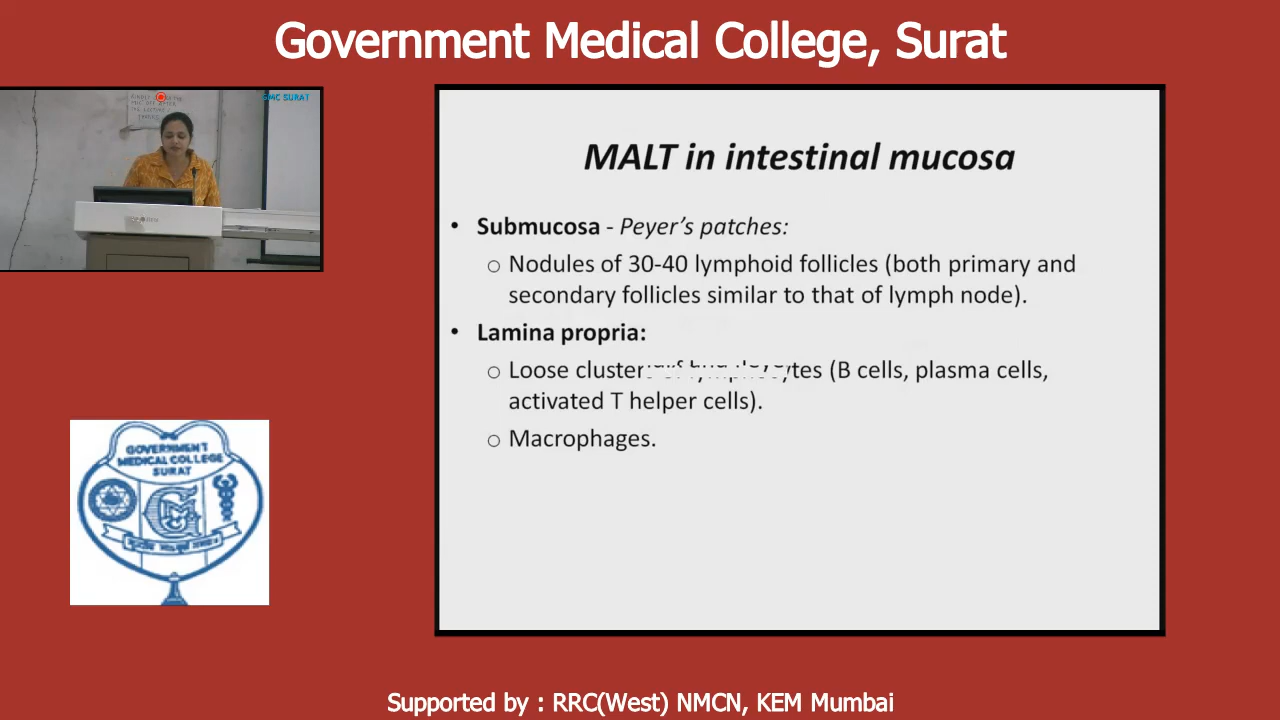 Government Medical College, Surat
GMC SURAT
MALT in intestinal mucosa
• Submucosa - Peyer’s patches:
○ Nodules of 30-40 lymphoid follicles (both primary and
secondary follicles similar to that of lymph node).
• Lamina propria:
○ Loose clusters of lymphocytes (B cells, plasma cells,
activated T helper cells).
○ Macrophages.
GOVERNMENT
MEDICAL COLLEGE
SURAT
Supported by : RRC(West) NMCN, KEM Mumbai